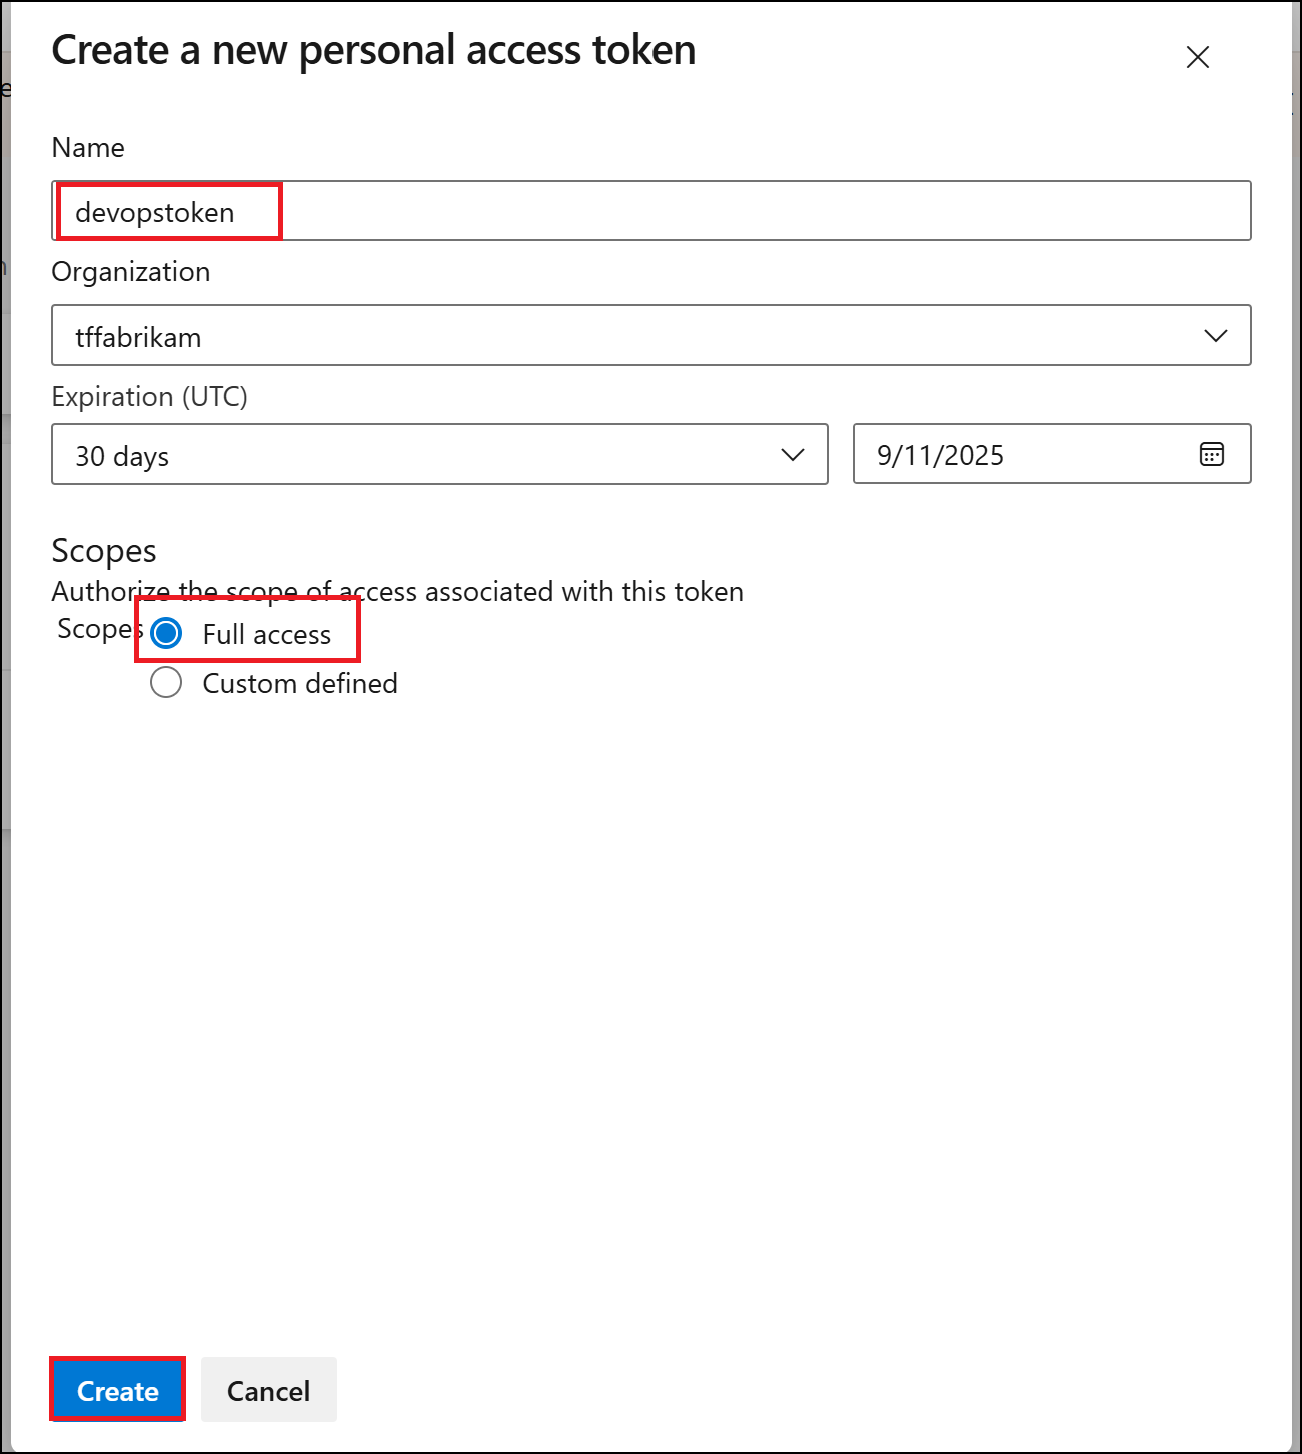 Create a new personal access token
Name
devopstoken
Organization
tffabrikam
Expiration (UTC)
30 days
9/11/2025
Scopes
Authorize the scope of access associated with this token
Scopes
Full access
Custom defined
Create
Cancel